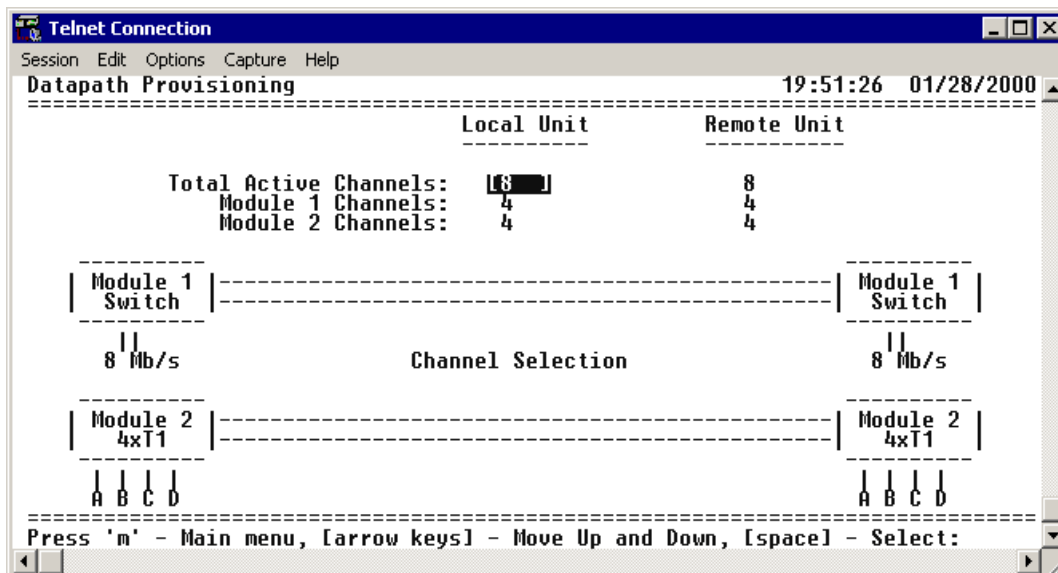 Telnet Connection
Session Edit Options Capture Help
Datapath Provisioning 19:51:26 01/28/2000
================================================================================
Local Unit Remote Unit
---------- -----------
Total Active Channels: [8 ] 8
Module 1 Channels: 4 4
Module 2 Channels: 4 4
Module 1 Module 1
Switch Switch
8 Mb/s Channel Selection 8 Mb/s
Module 2 Module 2
4xT1 4xT1
A B C D A B C D
================================================================================
Press 'm' - Main menu, [arrow keys] - Move Up and Down, [space] - Select: